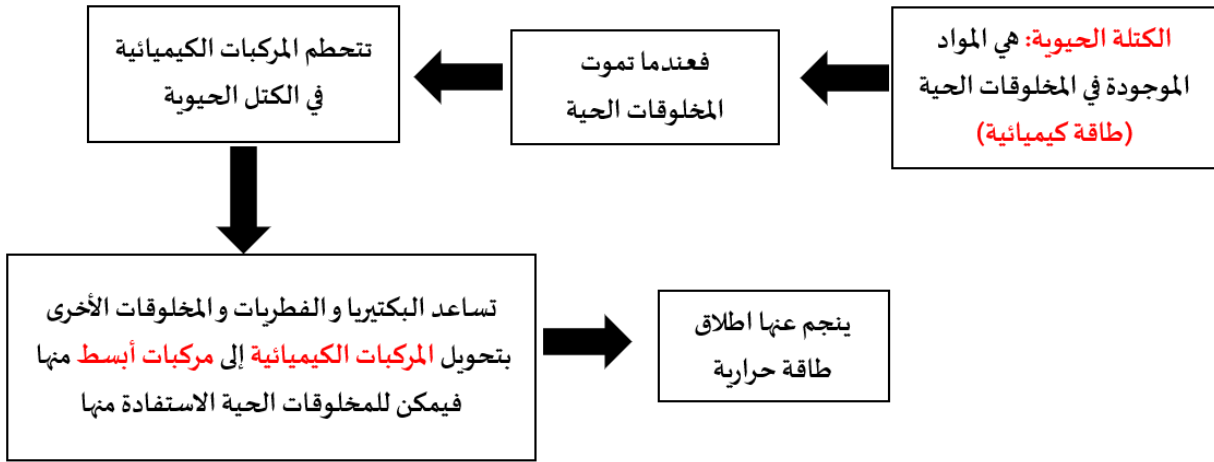 الكتلة الحيوية: هي المواد
الموجودة في المخلوقات الحية
(طاقة كيميائية)
فعندما تموت
المخلوقات الحية
تتحطم المركبات الكيميائية
في الكتل الحيوية
تساعد البكتيريا و الفطريات و المخلوقات الأخرى
بتحويل المركبات الكيميائية إلى مركبات أبسط منها
فيمكن للمخلوقات الحية الاستفادة منها
ينجم عنها اطلاق
طاقة حرارية